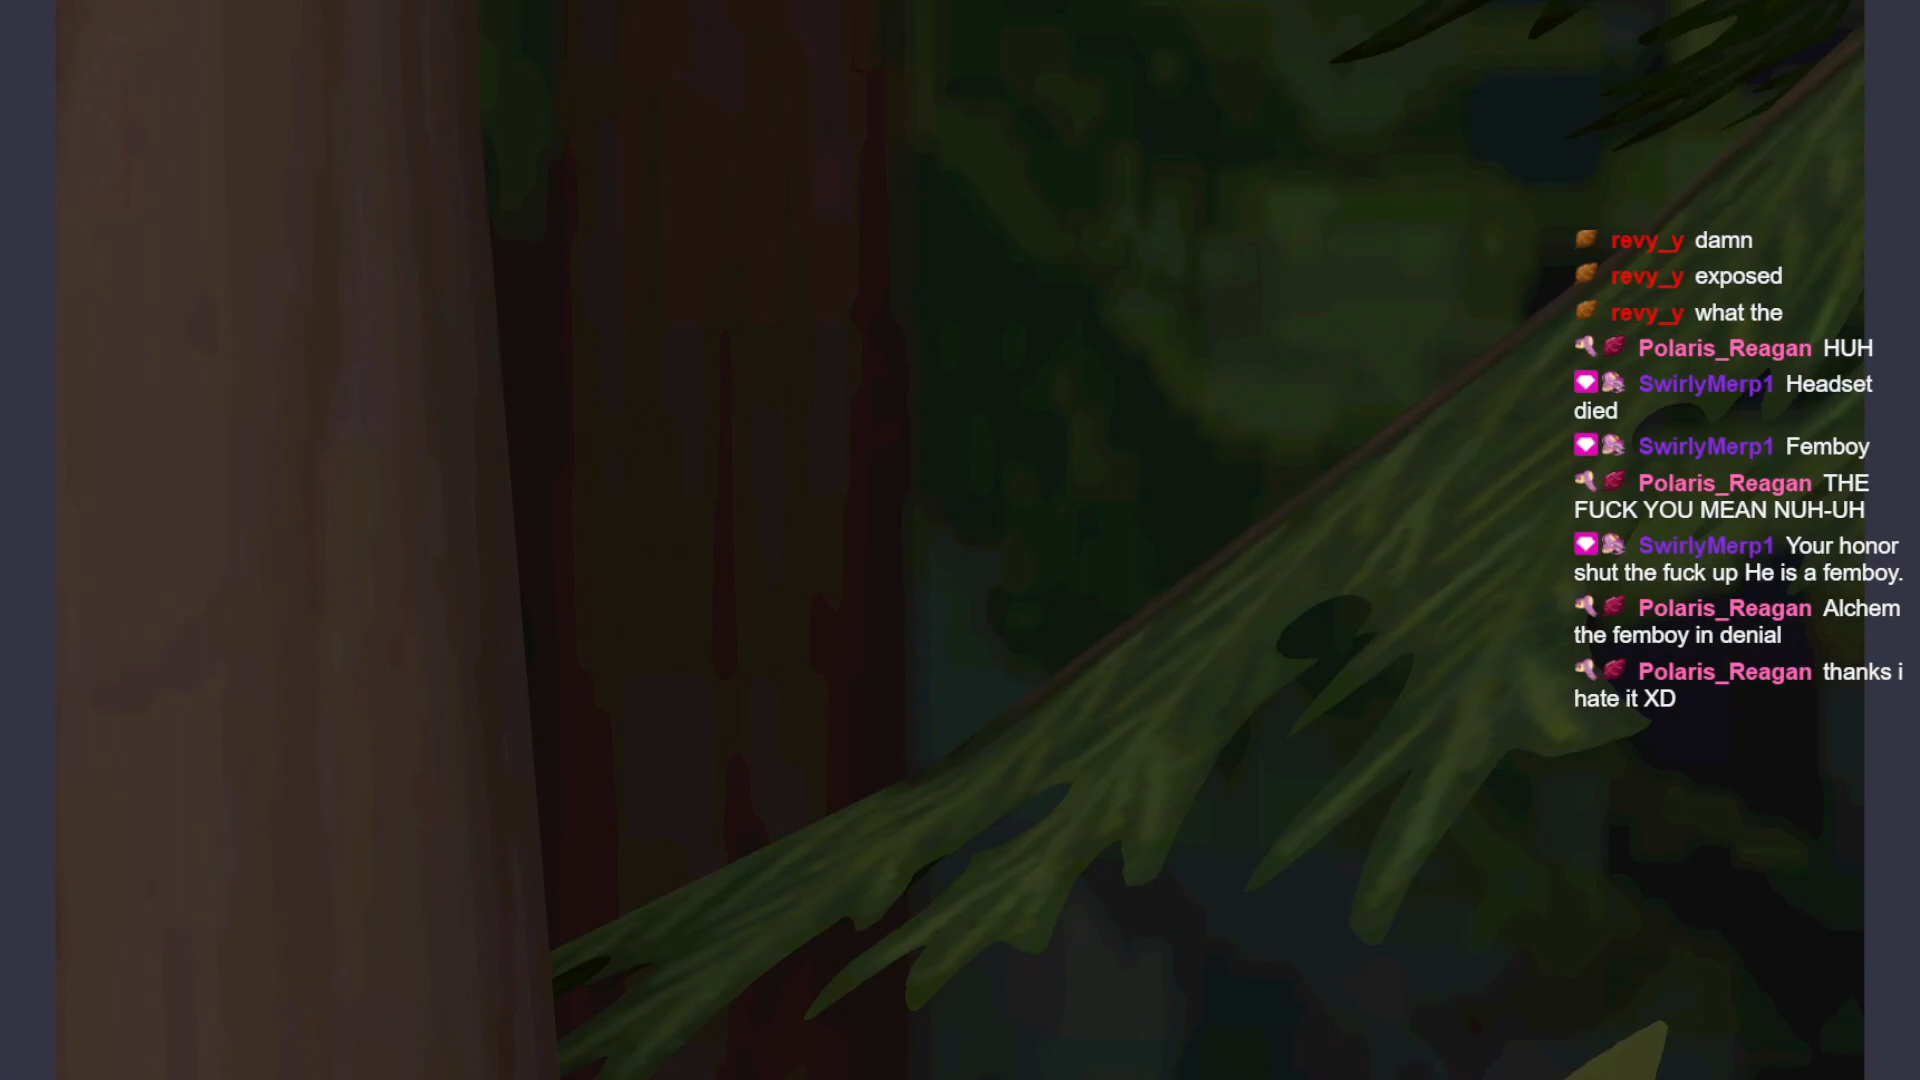 revy_y damn
revy_y exposed
revy_y what the
Polaris_Reagan HUH
SwirlyMerp1 Headset
died
SwirlyMerp1 Femboy
Polaris_Reagan THE
FUCK YOU MEAN NUH-UH
SwirlyMerp1 Your honor
shut the fuck up He is a femboy.
Polaris_Reagan Alchem
the femboy in denial
Polaris_Reagan thanks i
hate it XD